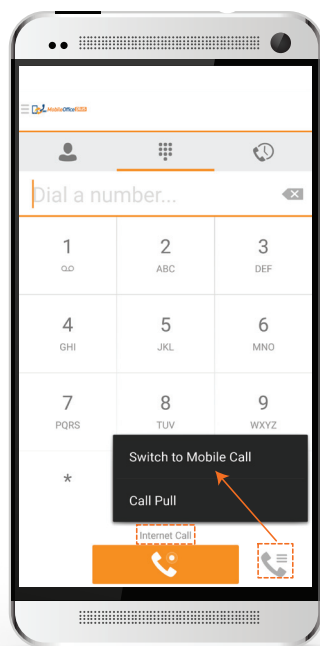 MobileOffice
Dial a number...
1 2 3
ABC DEF
4 5 6
GHI JKL MNO
7 8 9
PQRS TUV WXYZ
*
Switch to Mobile Call
Call Pull
Internet Call